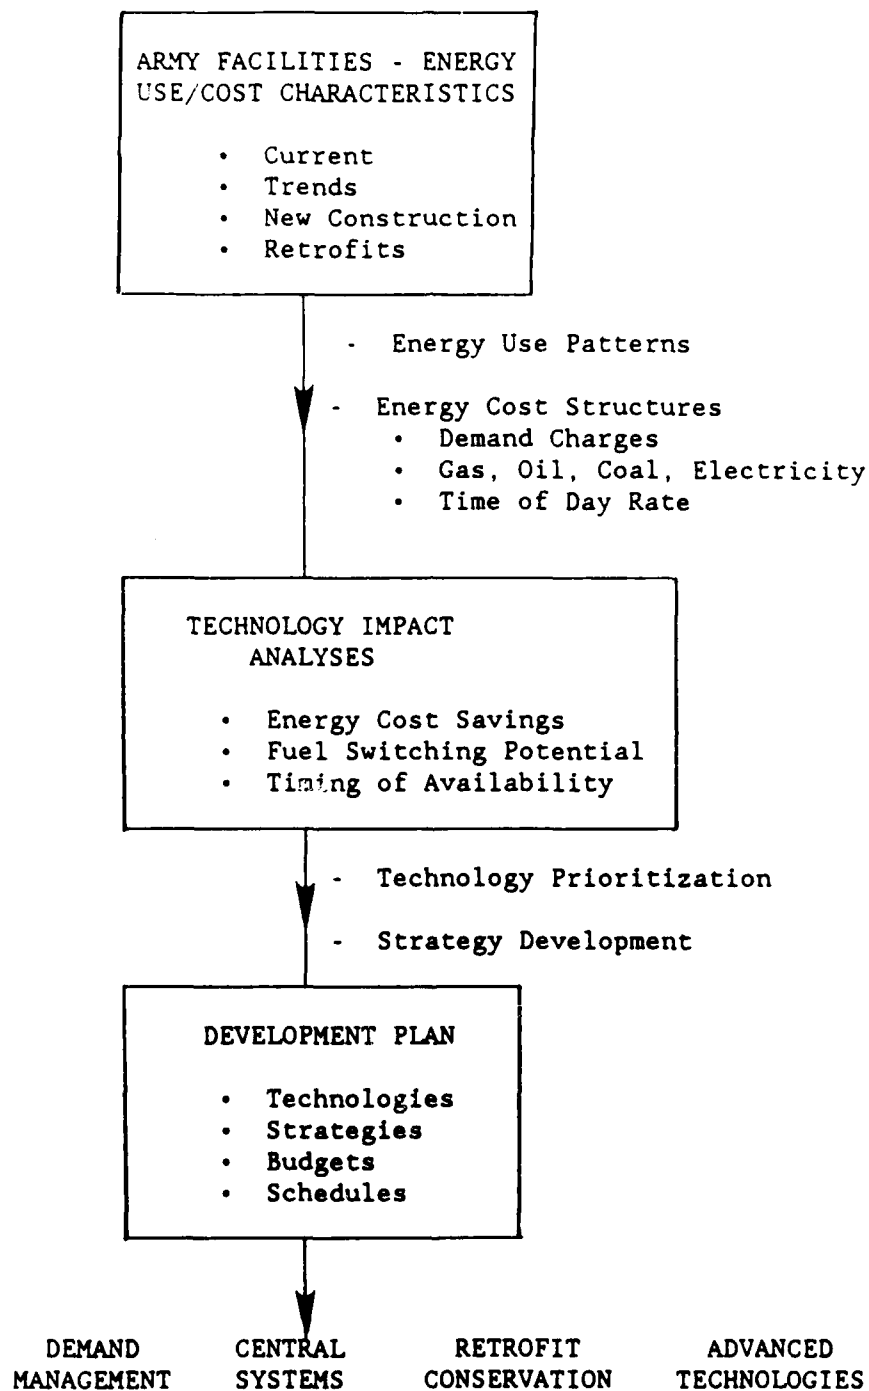 ARMY FACILITIES - ENERGY
USE/COST CHARACTERISTICS
• Current
• Trends
• New Construction
• Retrofits
- Energy Use Patterns
- Energy Cost Structures
• Demand Charges
• Gas, Oil, Coal, Electricity
• Time of Day Rate
TECHNOLOGY IMPACT
ANALYSES
• Energy Cost Savings
• Fuel Switching Potential
• Timing of Availability
- Technology Prioritization
- Strategy Development
DEVELOPMENT PLAN
• Technologies
• Strategies
• Budgets
• Schedules
DEMAND CENTRAL RETROFIT ADVANCED
MANAGEMENT SYSTEMS CONSERVATION TECHNOLOGIES